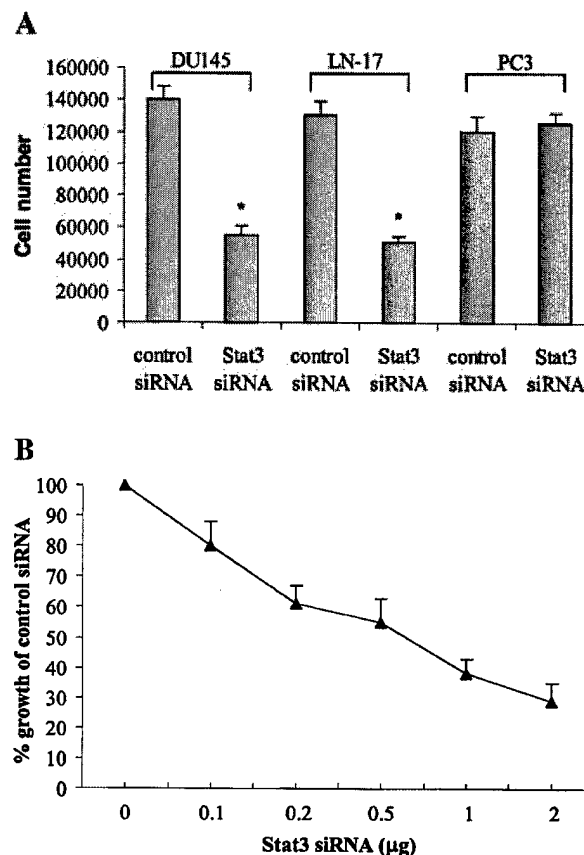 A
DU145 LN-17 PC3
160000
140000
120000
100000
80000
60000
40000
20000
0
Cell number
* *
control Stat3 control Stat3 control Stat3
siRNA siRNA siRNA siRNA siRNA siRNA
B
100
90
80
70
60
50
40
30
20
10
0
% growth of control siRNA
0 0.1 0.2 0.5 1 2
Stat3 siRNA (µg)